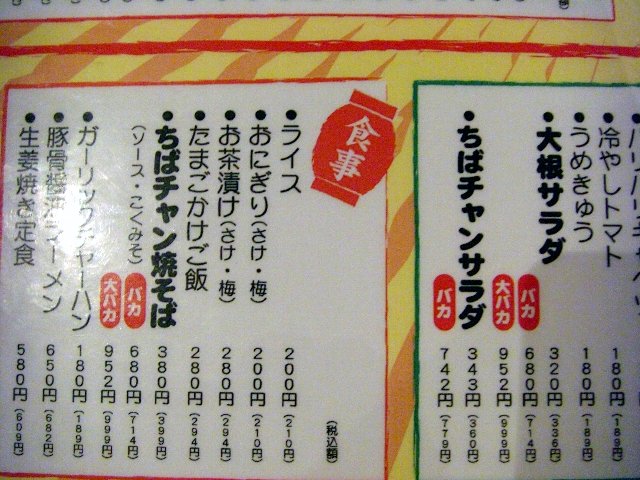 ・冷やしトマト 180円(189円)
・うめきゅう 180円(189円)
・大根サラダ 320円(336円)
バカ 680円(714円)
大バカ 952円(999円)
・ちばチャンサラダ 343円(360円)
バカ 742円(779円)
食事
(税込額)
・ライス 200円(210円)
・おにぎり(さけ・梅) 200円(210円)
・お茶漬け(さけ・梅) 280円(294円)
・たまごかけご飯 280円(294円)
・ちばチャン焼そば 380円(399円)
(ソース・こくみそ) バカ 680円(714円)
大バカ 952円(999円)
・ガーリックチャーハン 180円(189円)
・豚骨醤油ラーメン 650円(682円)
・生姜焼き定食 580円(609円)